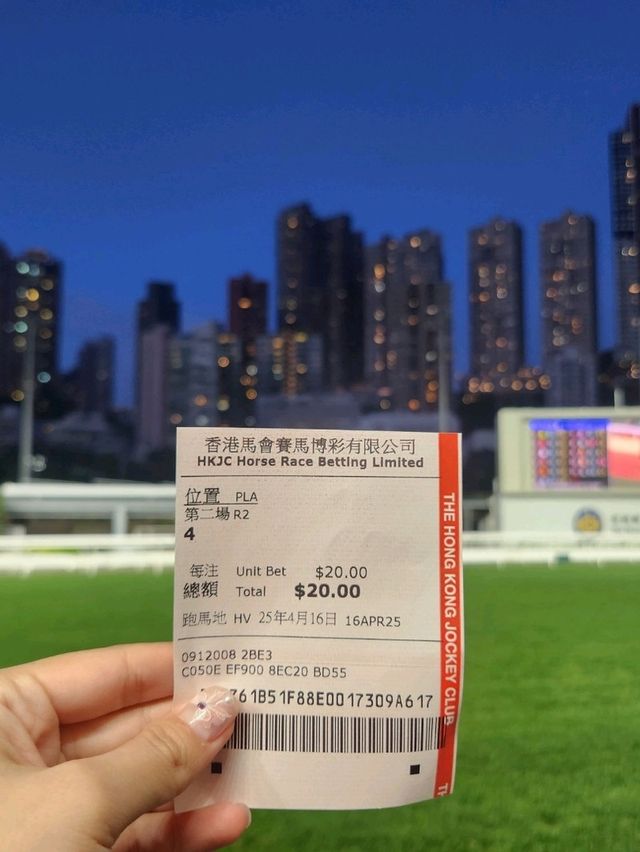 香港馬會賽馬博彩有限公司
HKJC Horse Race Betting Limited
位置 PLA
第二場 R2
4
每注 Unit Bet $20.00
總額 Total $20.00
跑馬地 HV 25年4月16日 16APR25
0912008 2BE3
C050E EF900 8EC20 BD55
761B51F88E0017309A617
THE HONG KONG JOCKEY CLUB
TH